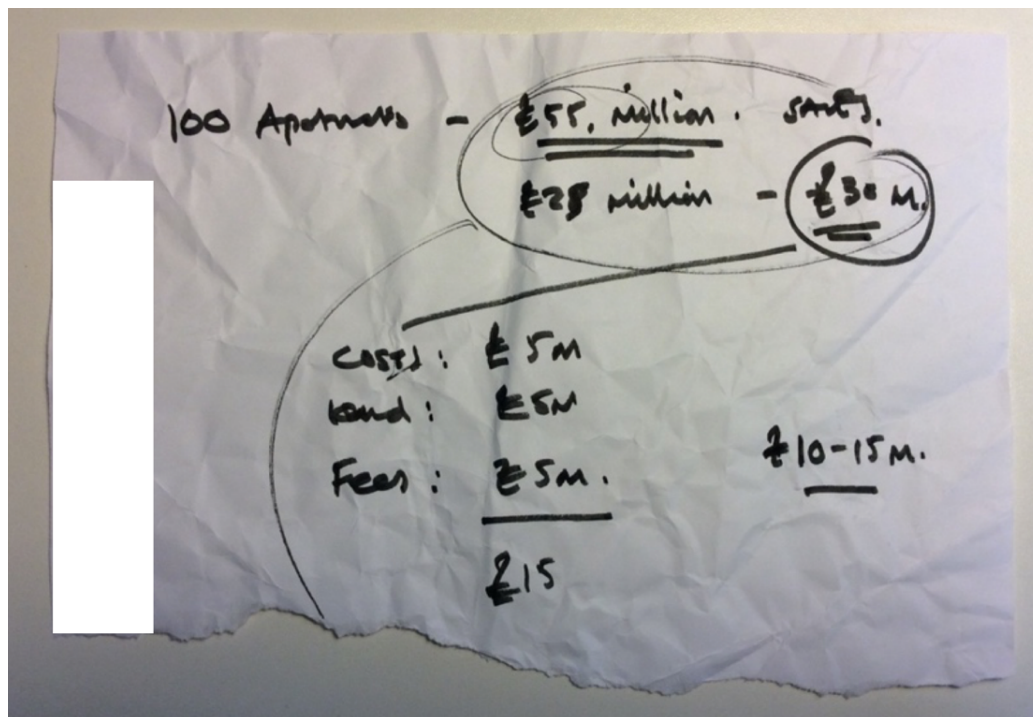 100 Apartments - £55. million. SALES.
£28 million - £30 M.
Costs: £5M
Land: £5M
Fees: £5M.
£10-15M.
£15